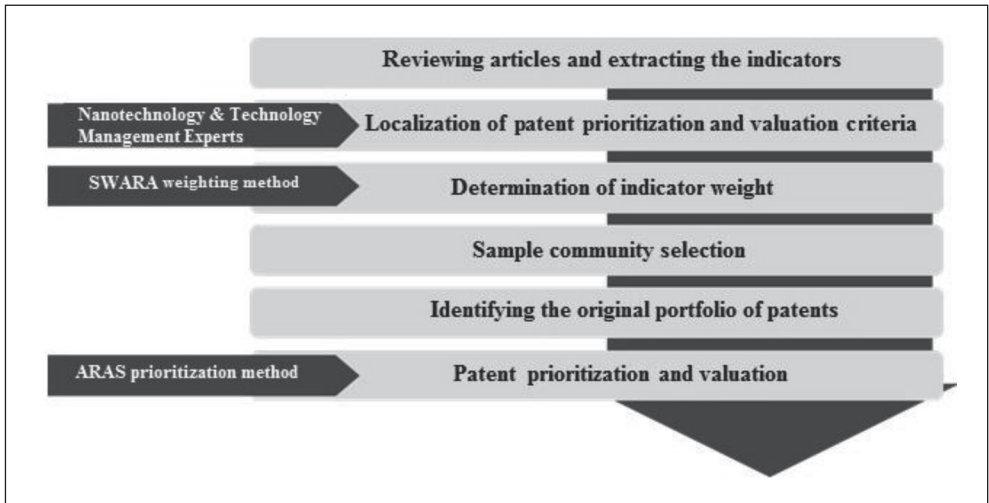 Reviewing articles and extracting the indicators
Nanotechnology & Technology
Management Experts
Localization of patent prioritization and valuation criteria
SWARA weighting method
Determination of indicator weight
Sample community selection
Identifying the original portfolio of patents
ARAS prioritization method
Patent prioritization and valuation